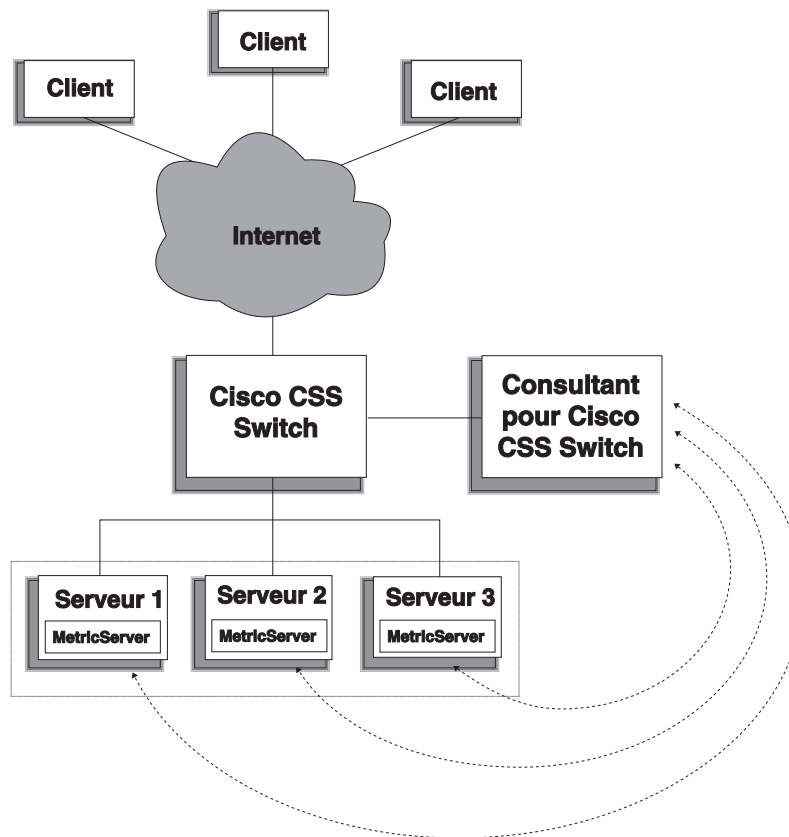 Client
Client
Client
Internet
Cisco CSS
Switch
Consultant
pour Cisco
CSS Switch
Serveur 1
MetricServer
Serveur 2
MetricServer
Serveur 3
MetricServer